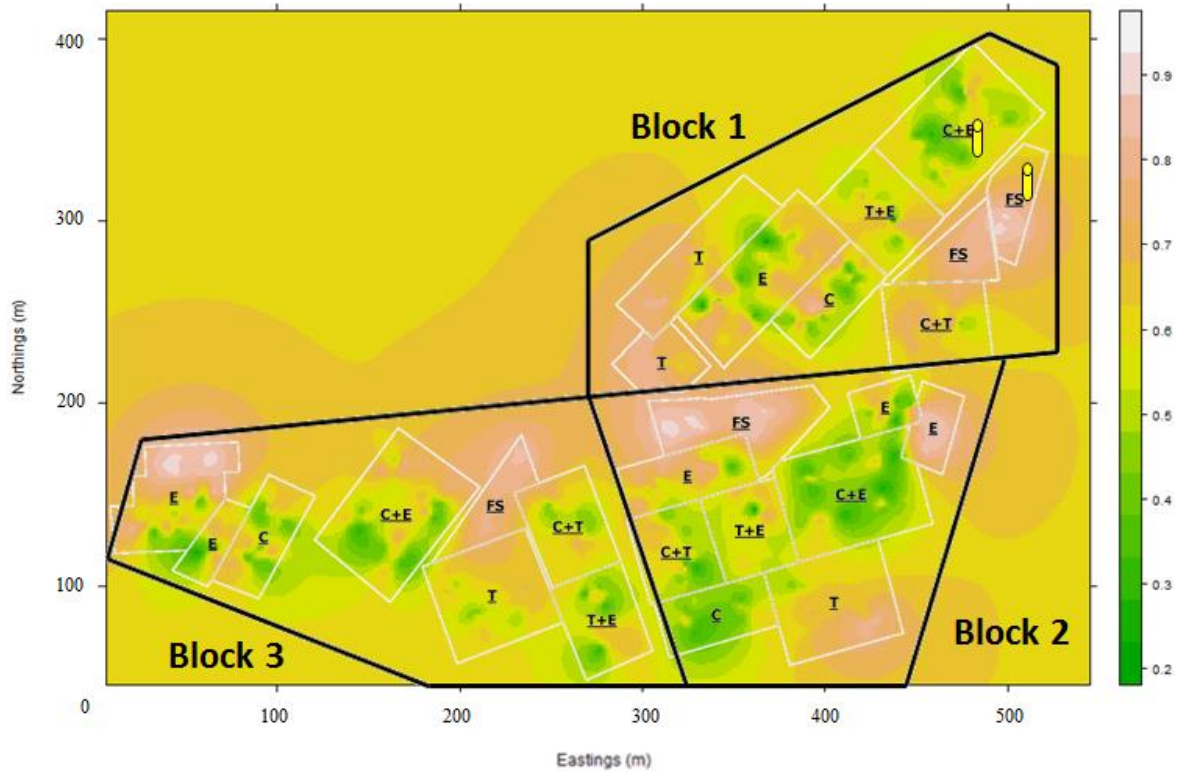 400
300
200
100
0
Northings (m)
100
200
300
400
500
Eastings (m)
Block 1
C+E
T+E
FS
FS
T
E
C
C+T
T
Block 2
FS
E
E
E
C+E
T+E
C+T
C
T
Block 3
E
E
C
C+E
FS
C+T
T
T+E
0.9
0.8
0.7
0.6
0.5
0.4
0.3
0.2